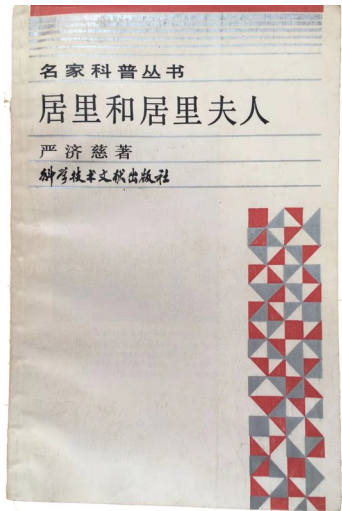 名家科普丛书
居里和居里夫人
严济慈著
科学技术文献出版社